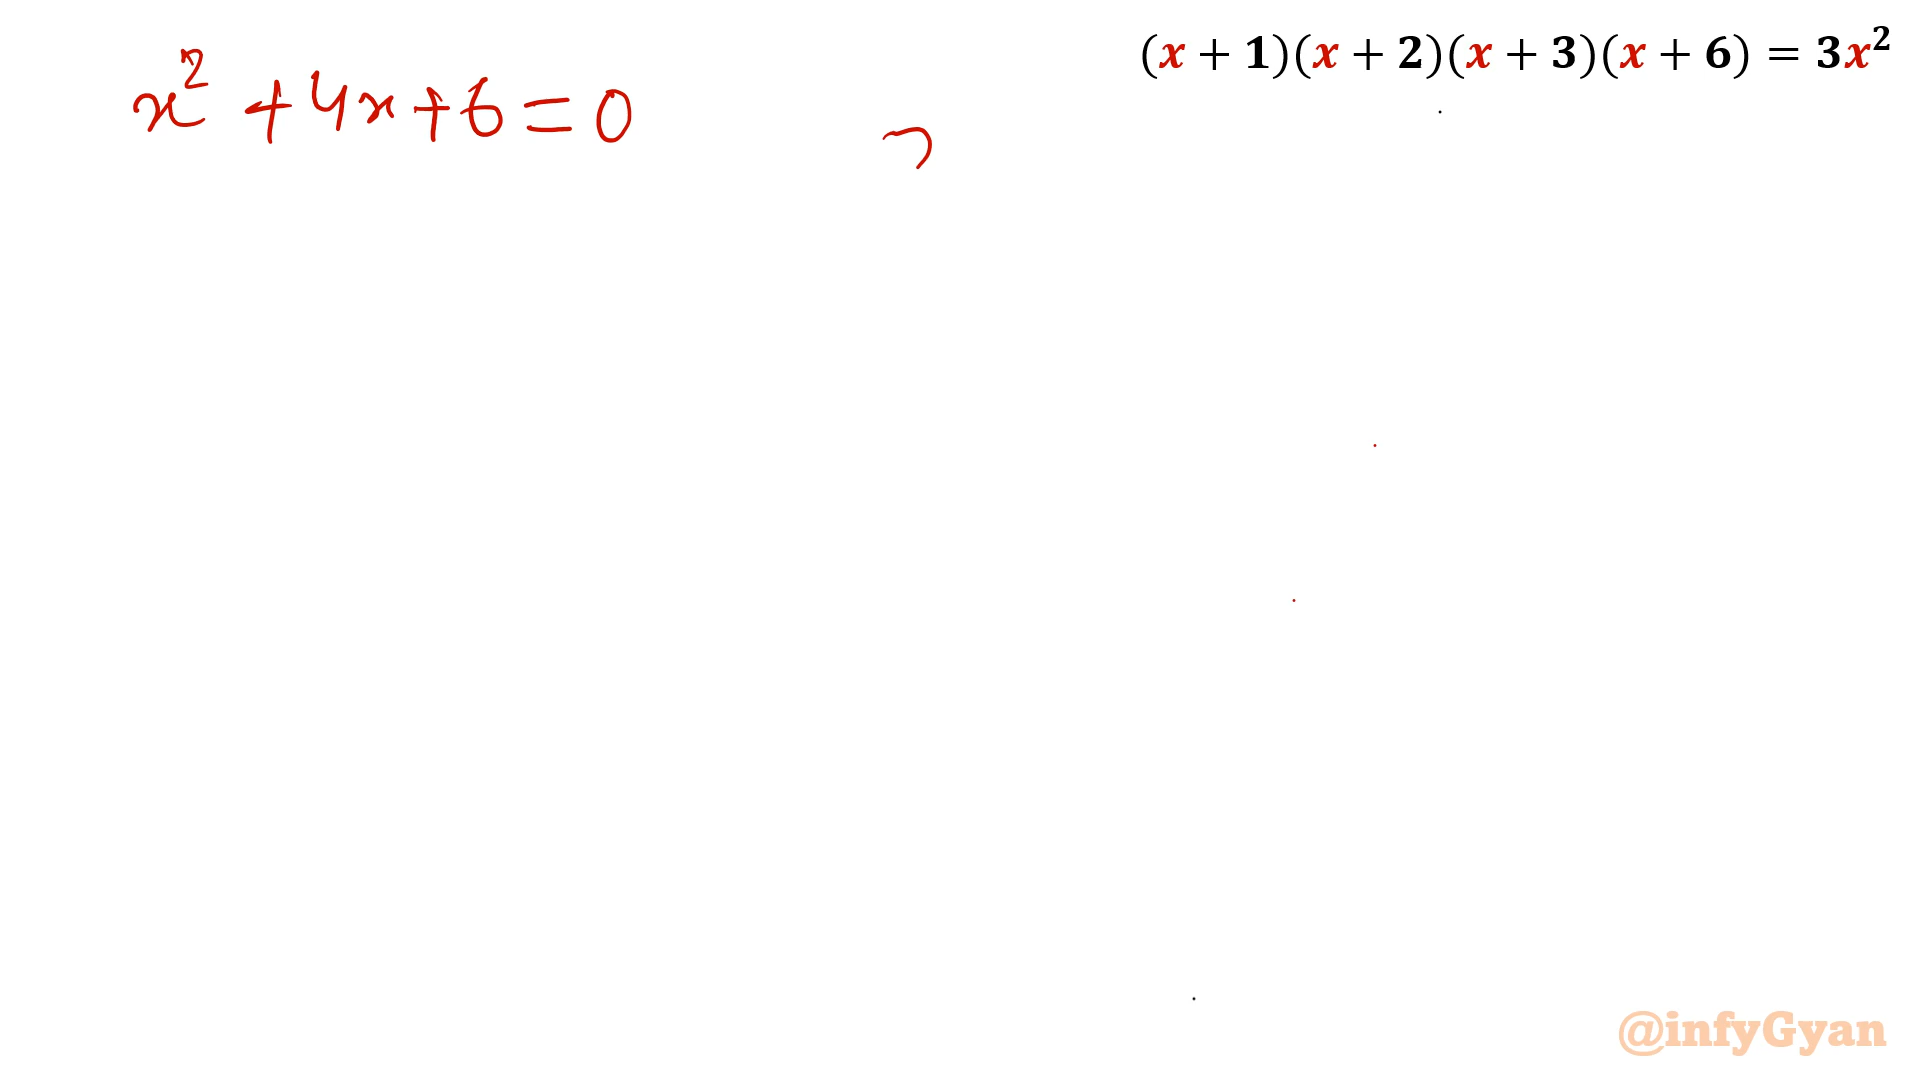 (x + 1)(x + 2)(x + 3)(x + 6) = 3x²
x² + 4x + 6 = 0
@infyGyan